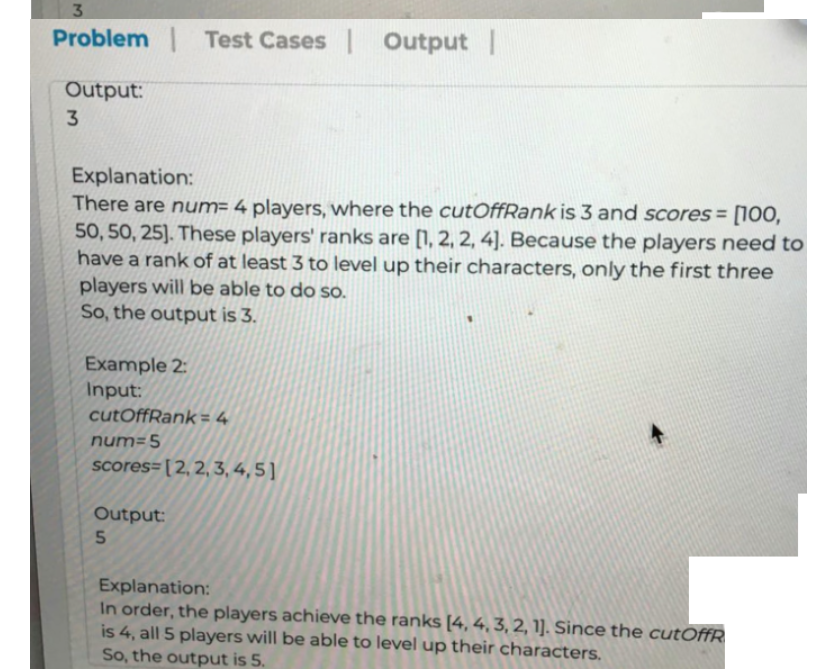 3
Problem | Test Cases | Output |
Output:
3
Explanation:
There are num= 4 players, where the cutOffRank is 3 and scores = [100,
50, 50, 25]. These players' ranks are [1, 2, 2, 4]. Because the players need to
have a rank of at least 3 to level up their characters, only the first three
players will be able to do so.
So, the output is 3.
Example 2:
Input:
cutOffRank = 4
num=5
scores=[ 2, 2, 3, 4, 5 ]
Output:
5
Explanation:
In order, the players achieve the ranks [4, 4, 3, 2, 1]. Since the cutOffR
is 4, all 5 players will be able to level up their characters.
So, the output is 5.